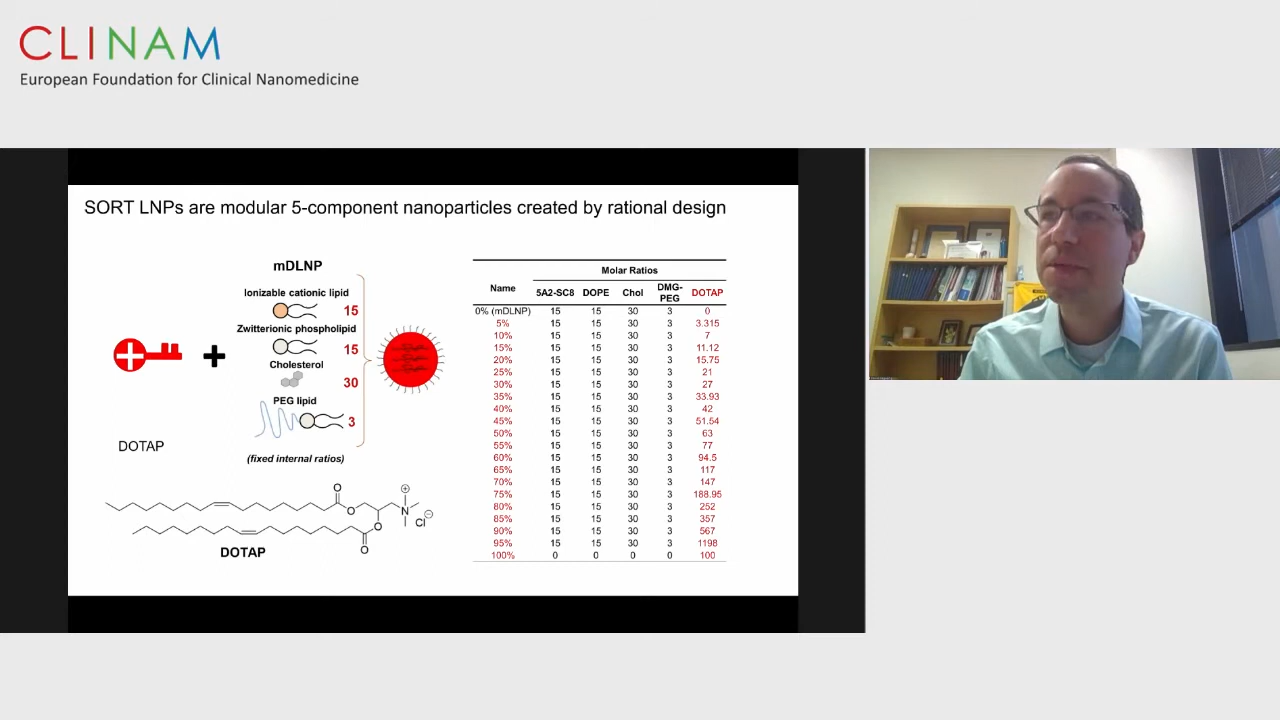 CLINAM
European Foundation for Clinical Nanomedicine
SORT LNPs are modular 5-component nanoparticles created by rational design
mDLNP
Ionizable cationic lipid
15
Zwitterionic phospholipid
15
Cholesterol
30
PEG lipid
3
(fixed internal ratios)
DOTAP
O
O
O
O
N
Cl
DOTAP
Molar Ratios
Name 5A2-SC8 DOPE Chol DMG-PEG DOTAP
0% (mDLNP) 15 15 30 3 0
5% 15 15 30 3 3.315
10% 15 15 30 3 7
15% 15 15 30 3 11.12
20% 15 15 30 3 15.75
25% 15 15 30 3 21
30% 15 15 30 3 27
35% 15 15 30 3 33.93
40% 15 15 30 3 42
45% 15 15 30 3 51.54
50% 15 15 30 3 63
55% 15 15 30 3 77
60% 15 15 30 3 94.5
65% 15 15 30 3 117
70% 15 15 30 3 147
75% 15 15 30 3 188.95
80% 15 15 30 3 252
85% 15 15 30 3 357
90% 15 15 30 3 567
95% 15 15 30 3 1198
100% 0 0 0 0 100